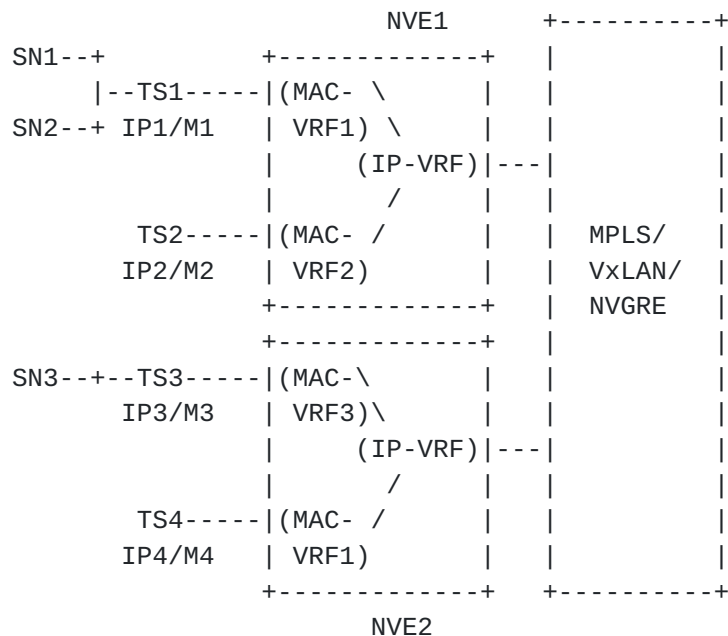 NVE1 +----------+
SN1--+ +-------------+ | |
|--TS1-----|(MAC- \ | | |
SN2--+ IP1/M1 | VRF1) \ | | |
| (IP-VRF)|---| |
| / | | |
TS2-----|(MAC- / | | MPLS/ |
IP2/M2 | VRF2) | | VxLAN/ |
+-------------+ | NVGRE |
+-------------+ | |
SN3--+--TS3-----|(MAC-\ | | |
IP3/M3 | VRF3)\ | | |
| (IP-VRF)|---| |
| / | | |
TS4-----|(MAC- / | | |
IP4/M4 | VRF1) | | |
+-------------+ +----------+
NVE2